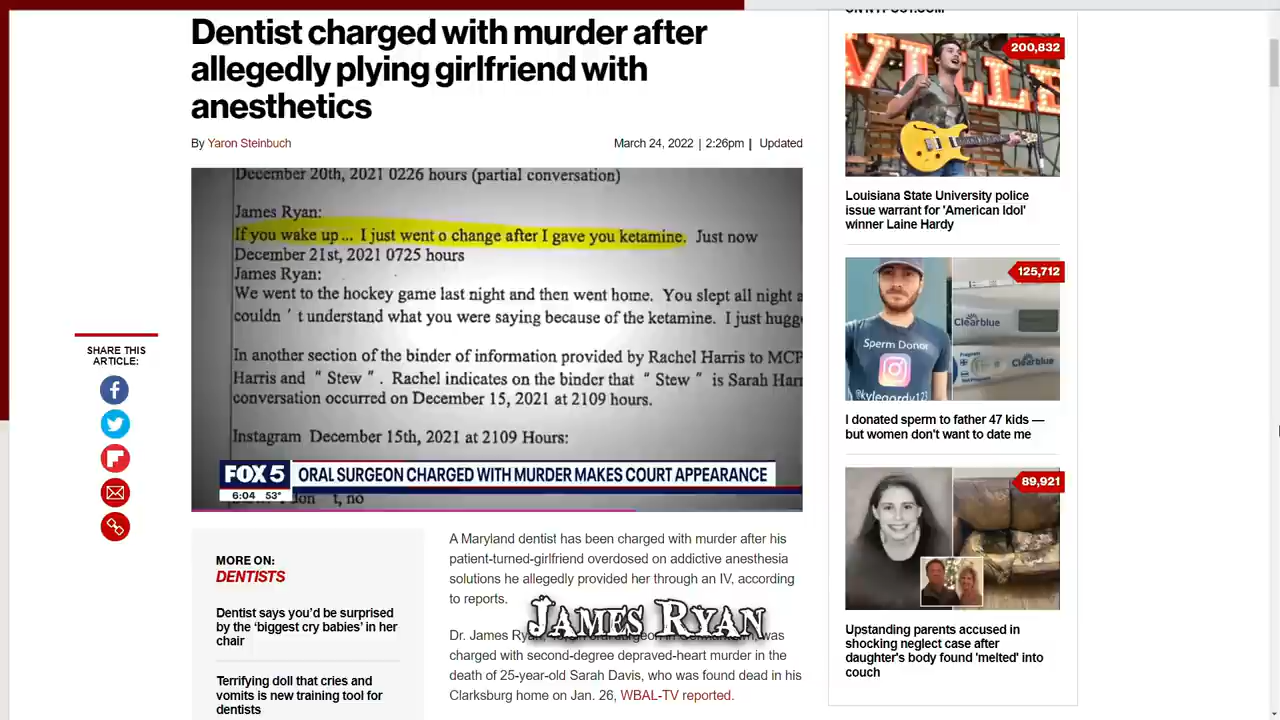 Dentist charged with murder after
allegedly plying girlfriend with
anesthetics
By Yaron Steinbuch
March 24, 2022 | 2:26pm | Updated
December 20th, 2021 0226 hours (partial conversation)
James Ryan:
If you wake up... I just went o change after I gave you ketamine. Just now
December 21st, 2021 0725 hours
James Ryan:
We went to the hockey game last night and then went home. You slept all night a
couldn't understand what you were saying because of the ketamine. I just hugg
In another section of the binder of information provided by Rachel Harris to MCP
Harris and "Stew". Rachel indicates on the binder that "Stew" is Sarah Harr
conversation occurred on December 15, 2021 at 2109 hours.
Instagram December 15th, 2021 at 2109 Hours:
FOX 5
ORAL SURGEON CHARGED WITH MURDER MAKES COURT APPEARANCE
6:04 53°
t, no
SHARE THIS
ARTICLE:
MORE ON:
DENTISTS
Dentist says you'd be surprised
by the 'biggest cry babies' in her
chair
Terrifying doll that cries and
vomits is new training tool for
dentists
A Maryland dentist has been charged with murder after his
patient-turned-girlfriend overdosed on addictive anesthesia
solutions he allegedly provided her through an IV, according
to reports.
James Ryan
Dr. James Ryan, oral surgeon in was
charged with second-degree depraved-heart murder in the
death of 25-year-old Sarah Davis, who was found dead in his
Clarksburg home on Jan. 26, WBAL-TV reported.
ON NYPOST.COM
200,832
VILLE
Louisiana State University police
issue warrant for 'American Idol'
winner Laine Hardy
125,712
Sperm Donor
@kylegordy123
Clearblue
Clearblue
I donated sperm to father 47 kids —
but women don't want to date me
89,921
Upstanding parents accused in
shocking neglect case after
daughter's body found 'melted' into
couch